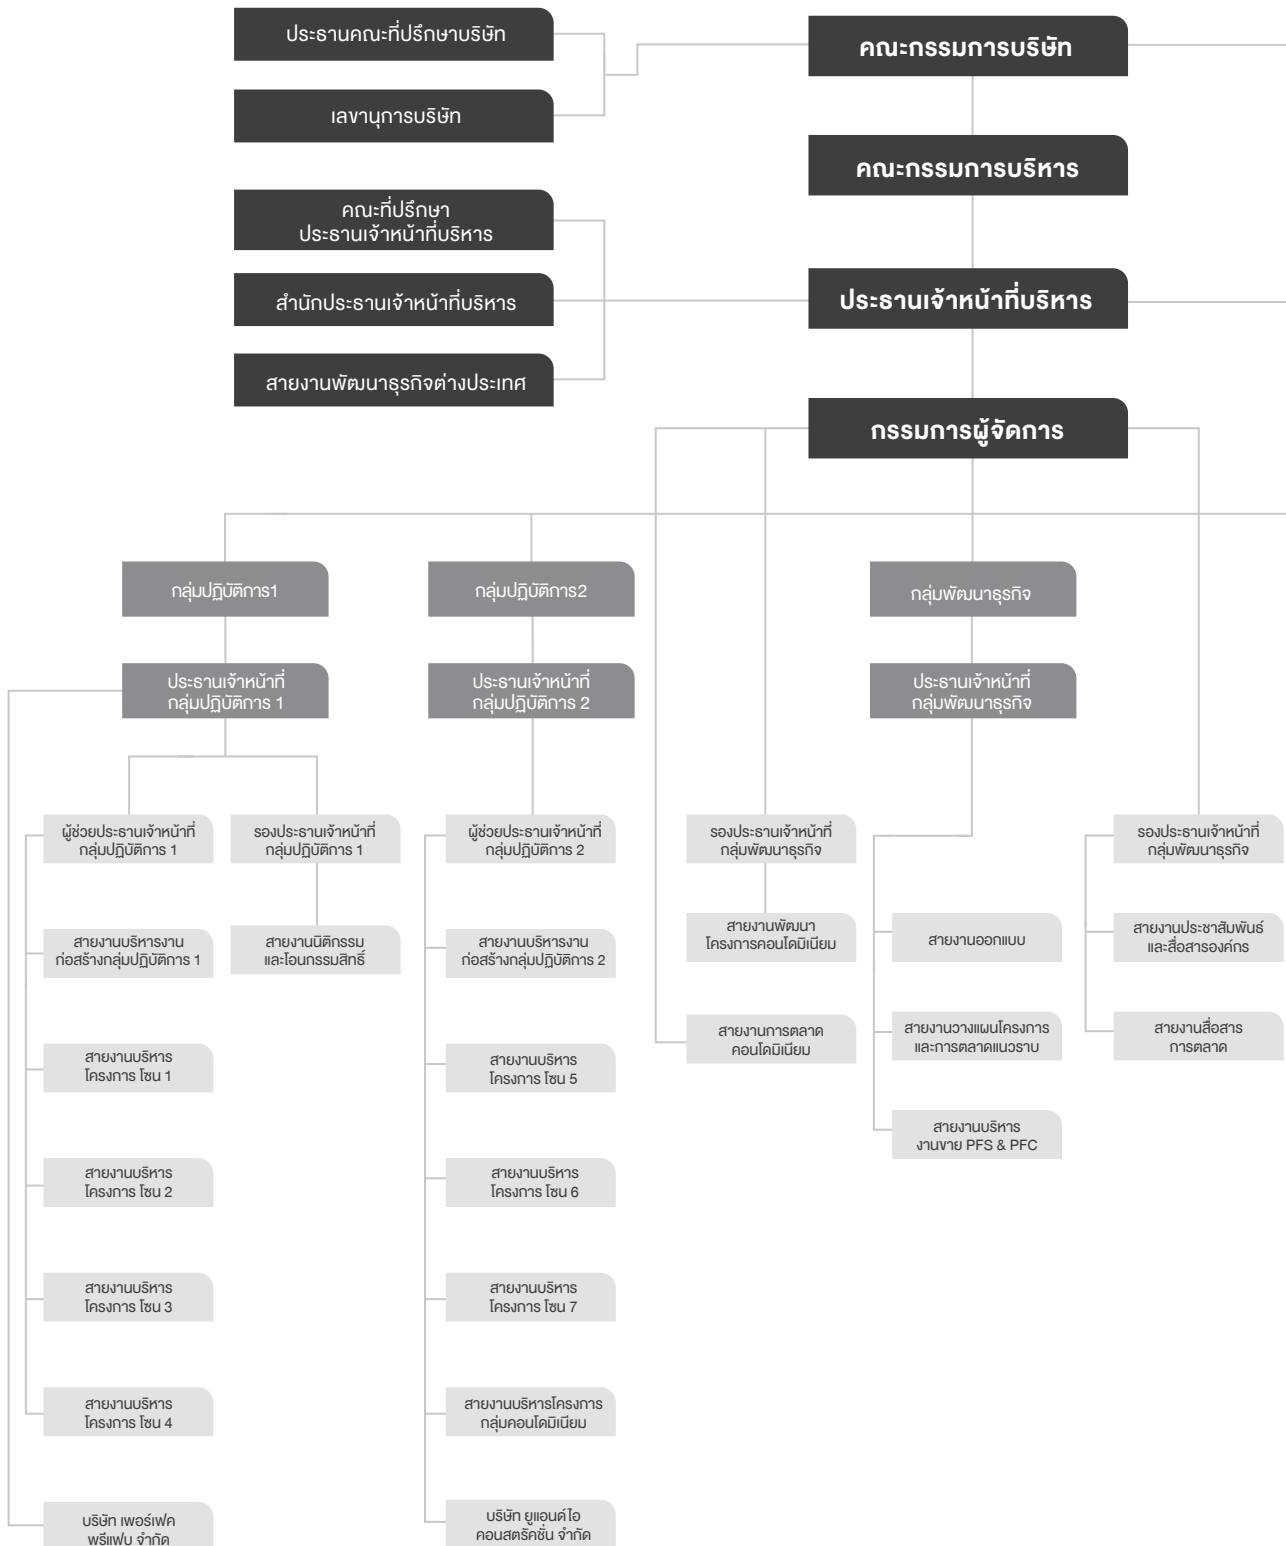 ประธานคณะที่ปรึกษาบริษัท
คณะกรรมการบริษัท
เลขานุการบริษัท
คณะกรรมการบริหาร
คณะที่ปรึกษา
ประธานเจ้าหน้าที่บริหาร
สำนักประธานเจ้าหน้าที่บริหาร
ประธานเจ้าหน้าที่บริหาร
สายงานพัฒนาธุรกิจต่างประเทศ
กรรมการผู้จัดการ
กลุ่มปฏิบัติการ1
กลุ่มปฏิบัติการ2
กลุ่มพัฒนาธุรกิจ
ประธานเจ้าหน้าที่
กลุ่มปฏิบัติการ 1
ประธานเจ้าหน้าที่
กลุ่มปฏิบัติการ 2
ประธานเจ้าหน้าที่
กลุ่มพัฒนาธุรกิจ
ผู้ช่วยประธานเจ้าหน้าที่
กลุ่มปฏิบัติการ 1
รองประธานเจ้าหน้าที่
กลุ่มปฏิบัติการ 1
ผู้ช่วยประธานเจ้าหน้าที่
กลุ่มปฏิบัติการ 2
รองประธานเจ้าหน้าที่
กลุ่มพัฒนาธุรกิจ
รองประธานเจ้าหน้าที่
กลุ่มพัฒนาธุรกิจ
สายงานบริหารงาน
ก่อสร้างกลุ่มปฏิบัติการ 1
สายงานนิติกรรม
และโอนกรรมสิทธิ์
สายงานบริหารงาน
ก่อสร้างกลุ่มปฏิบัติการ 2
สายงานพัฒนา
โครงการคอนโดมิเนียม
สายงานออกแบบ
สายงานประชาสัมพันธ์
และสื่อสารองค์กร
สายงานบริหาร
โครงการ โซน 1
สายงานบริหาร
โครงการ โซน 5
สายงานการตลาด
คอนโดมิเนียม
สายงานวางแผนโครงการ
และการตลาดแนวราบ
สายงานสื่อสาร
การตลาด
สายงานบริหาร
งานขาย PFS & PFC
สายงานบริหาร
โครงการ โซน 2
สายงานบริหาร
โครงการ โซน 6
สายงานบริหาร
โครงการ โซน 3
สายงานบริหาร
โครงการ โซน 7
สายงานบริหาร
โครงการ โซน 4
สายงานบริหารโครงการ
กลุ่มคอนโดมิเนียม
บริษัท เพอร์เฟค
พรีแฟบ จำกัด
บริษัท ยูแอนด์ไอ
คอนสตรัคชั่น จำกัด